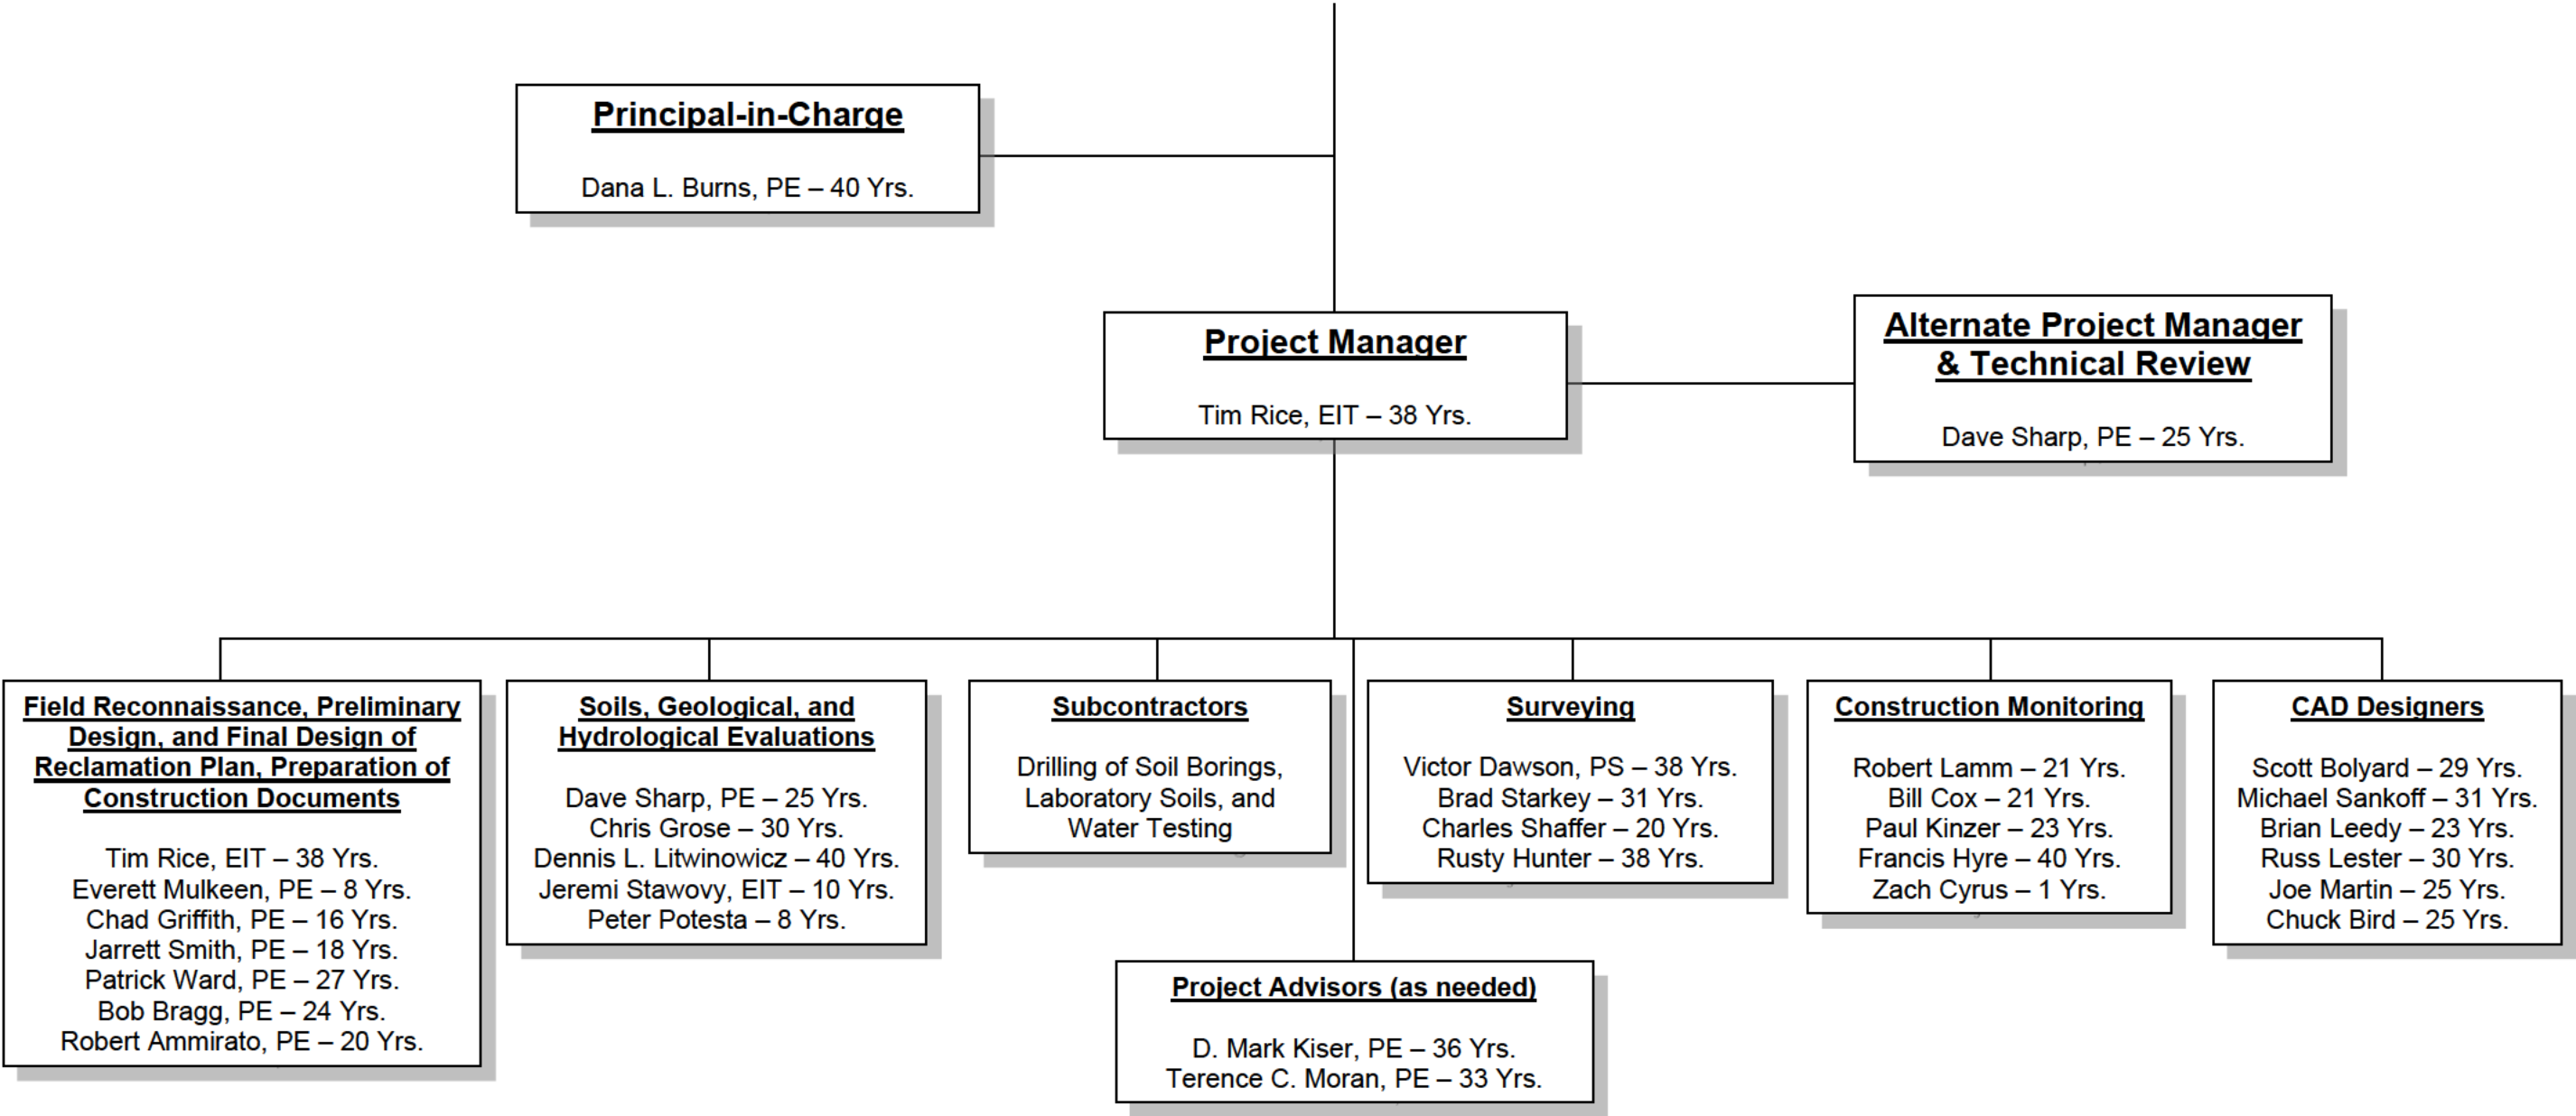 Principal-in-Charge
Dana L. Burns, PE – 40 Yrs.
Project Manager
Tim Rice, EIT – 38 Yrs.
Alternate Project Manager
& Technical Review
Dave Sharp, PE – 25 Yrs.
Field Reconnaissance, Preliminary
Design, and Final Design of
Reclamation Plan, Preparation of
Construction Documents
Tim Rice, EIT – 38 Yrs.
Everett Mulkeen, PE – 8 Yrs.
Chad Griffith, PE – 16 Yrs.
Jarrett Smith, PE – 18 Yrs.
Patrick Ward, PE – 27 Yrs.
Bob Bragg, PE – 24 Yrs.
Robert Ammirato, PE – 20 Yrs.
Soils, Geological, and
Hydrological Evaluations
Dave Sharp, PE – 25 Yrs.
Chris Grose – 30 Yrs.
Dennis L. Litwinowicz – 40 Yrs.
Jeremi Stawovy, EIT – 10 Yrs.
Peter Potesta – 8 Yrs.
Subcontractors
Drilling of Soil Borings,
Laboratory Soils, and
Water Testing
Surveying
Victor Dawson, PS – 38 Yrs.
Brad Starkey – 31 Yrs.
Charles Shaffer – 20 Yrs.
Rusty Hunter – 38 Yrs.
Construction Monitoring
Robert Lamm – 21 Yrs.
Bill Cox – 21 Yrs.
Paul Kinzer – 23 Yrs.
Francis Hyre – 40 Yrs.
Zach Cyrus – 1 Yrs.
CAD Designers
Scott Bolyard – 29 Yrs.
Michael Sankoff – 31 Yrs.
Brian Leedy – 23 Yrs.
Russ Lester – 30 Yrs.
Joe Martin – 25 Yrs.
Chuck Bird – 25 Yrs.
Project Advisors (as needed)
D. Mark Kiser, PE – 36 Yrs.
Terence C. Moran, PE – 33 Yrs.